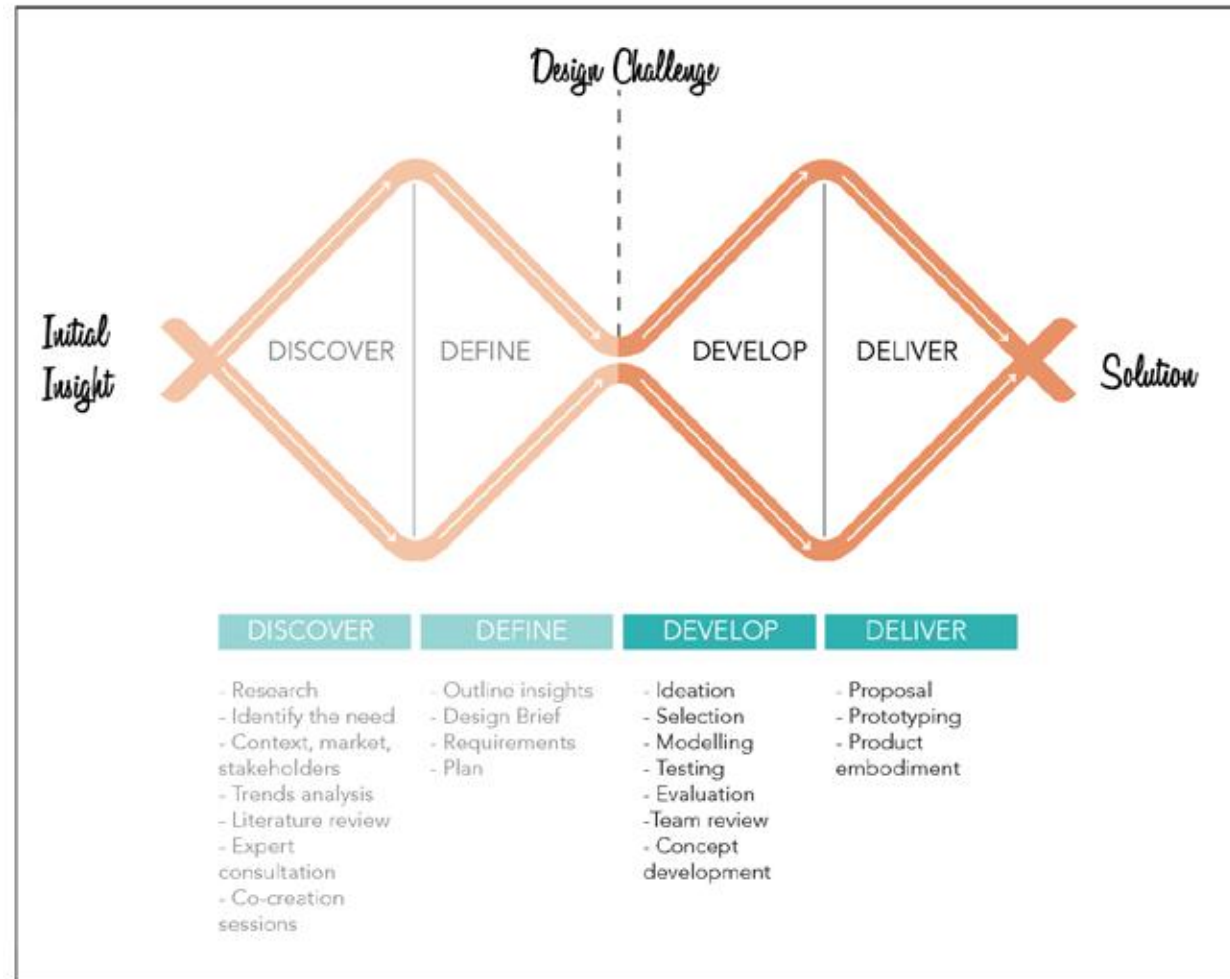 Design Challenge
Initial
Insight
DISCOVER
DEFINE
DEVELOP
DELIVER
Solution
DISCOVER
- Research
- Identify the need
- Context, market,
stakeholders
- Trends analysis
- Literature review
- Expert
consultation
- Co-creation
sessions
DEFINE
- Outline insights
- Design Brief
- Requirements
- Plan
DEVELOP
- Ideation
- Selection
- Modelling
- Testing
- Evaluation
-Team review
- Concept
development
DELIVER
- Proposal
- Prototyping
- Product
embodiment